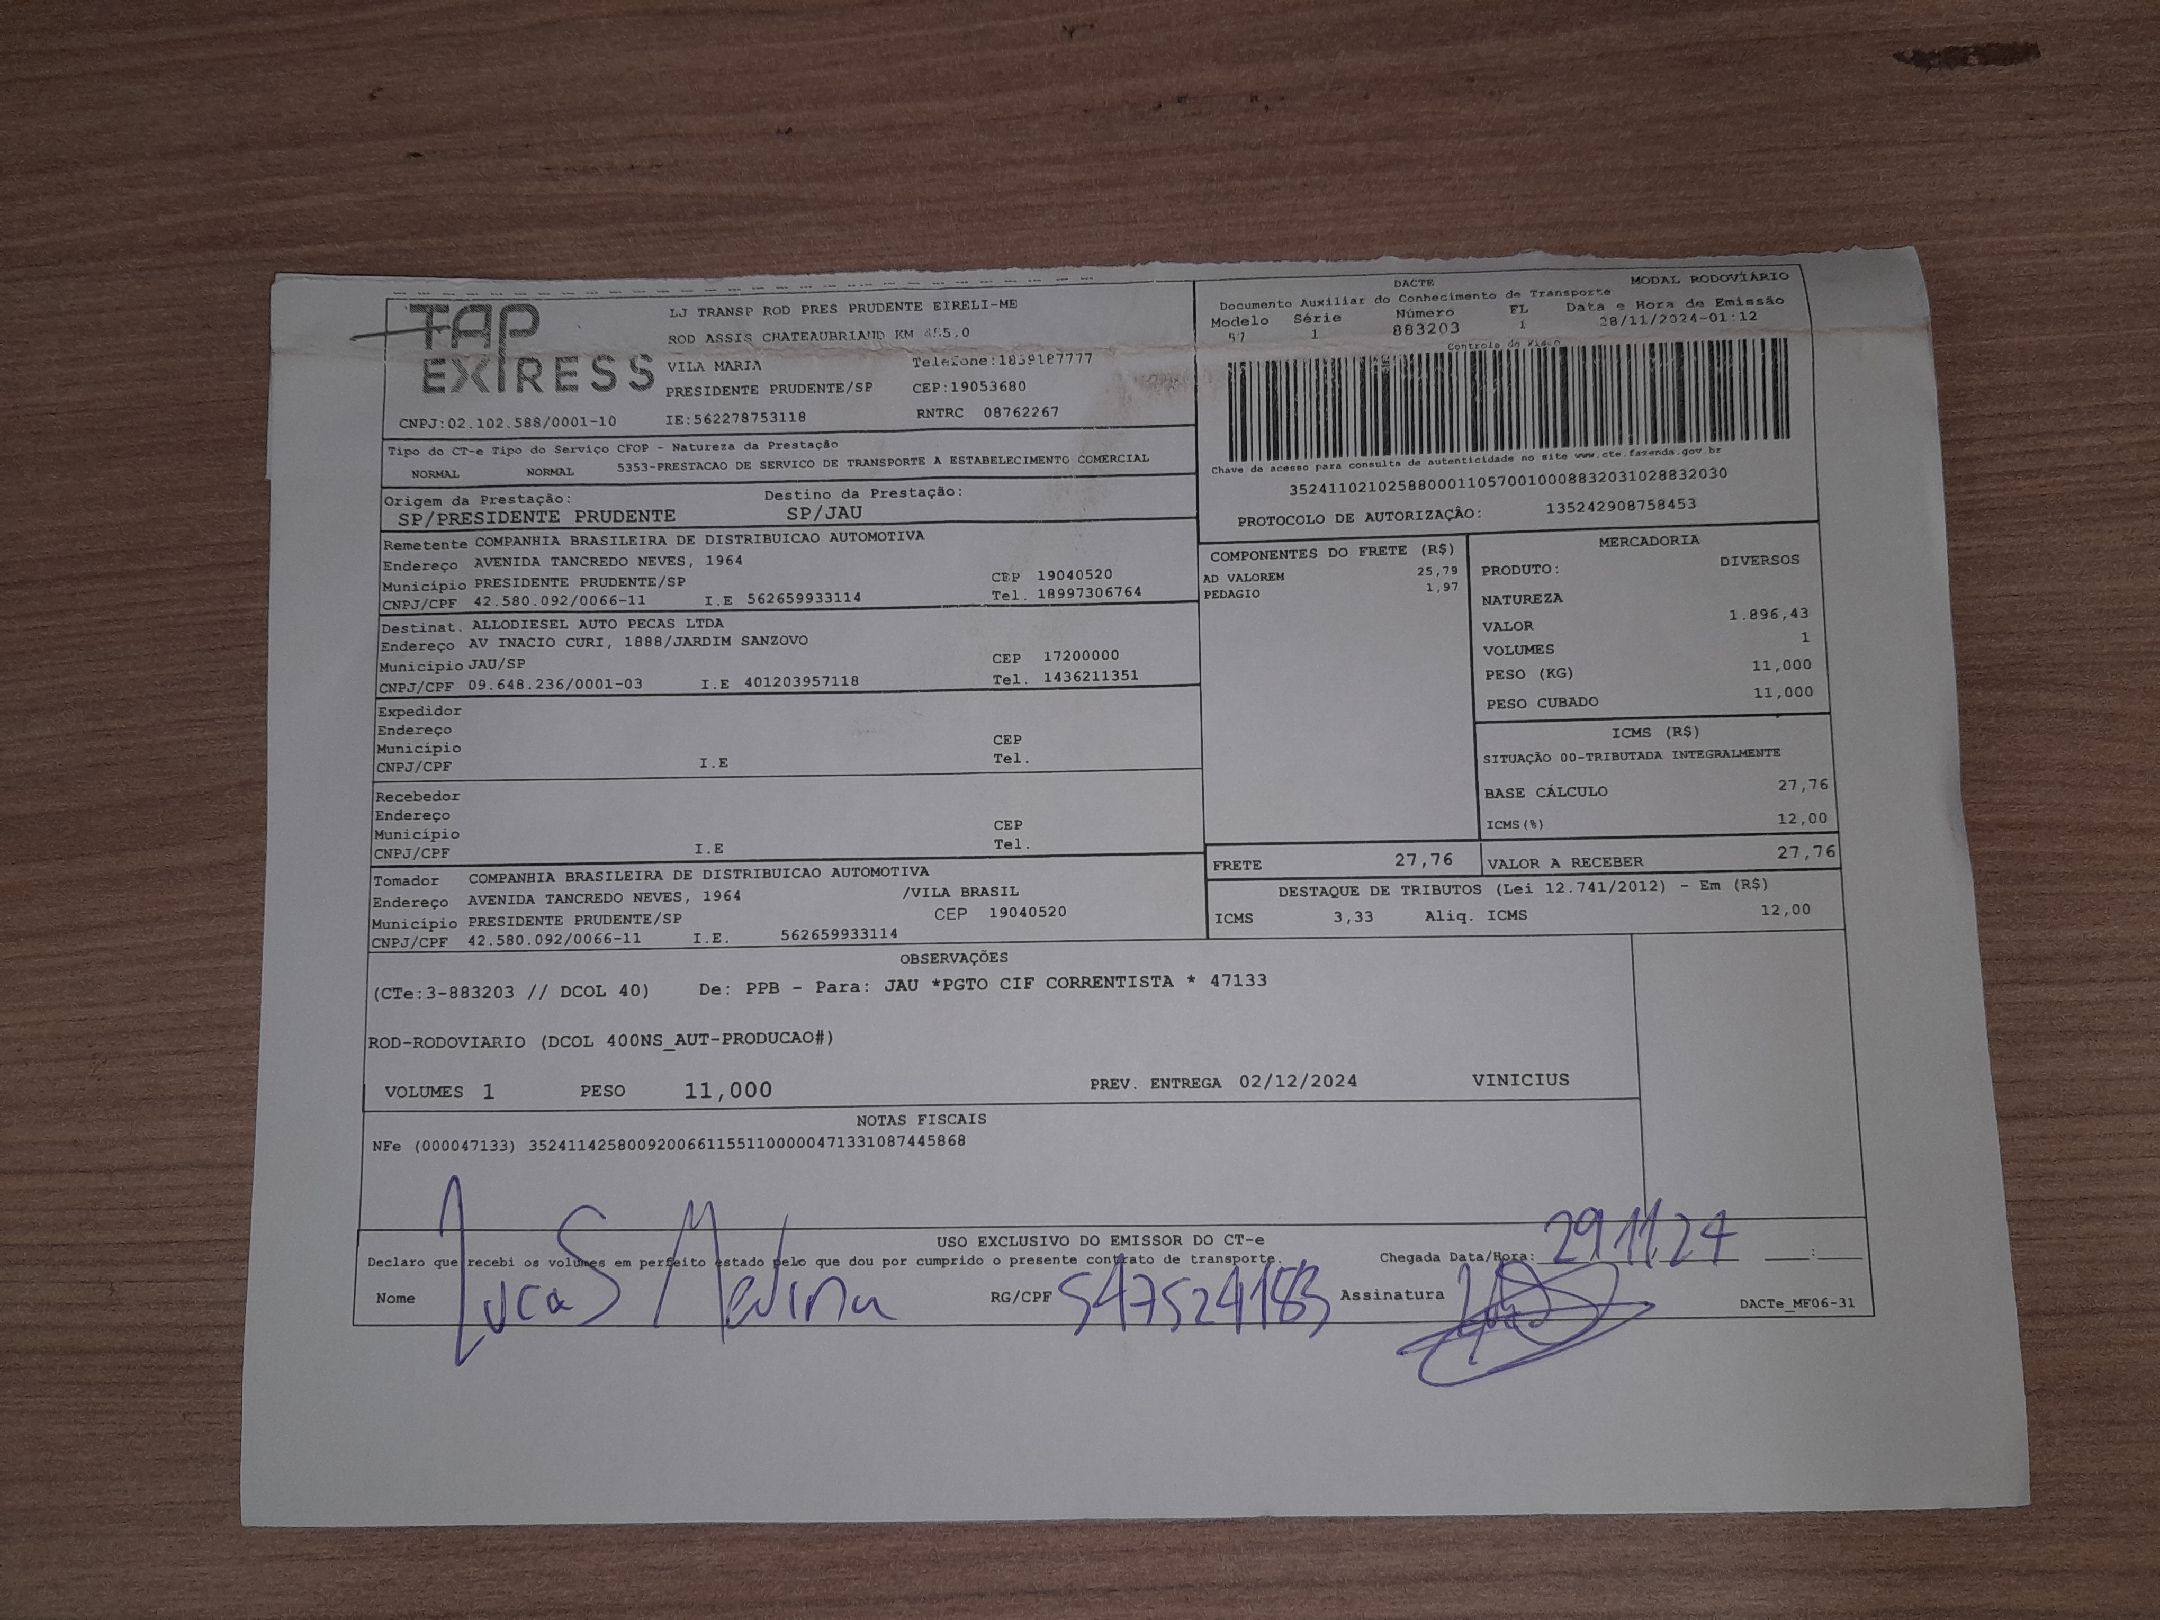 TAP
EXPRESS
LJ TRANSP ROD PRES PRUDENTE EIRELI-ME
ROD ASSIS CHATEAUBRIAND KM 455.0
VILA MARIA Telefone:1839187777
PRESIDENTE PRUDENTE/SP CEP:19053680
CNPJ:02.102.588/0001-10 IE:562278753118 RNTRC 08762267
DACTE MODAL RODOVIÁRIO
Documento Auxiliar do Conhecimento de Transporte
Modelo Série Número FL Data e Hora de Emissão
57 1 883203 1 28/11/2024-01:12
Controle do Fisco
Chave de acesso para consulta de autenticidade no site www.cte.fazenda.gov.br
35241102102588000110570010008832031028832030
PROTOCOLO DE AUTORIZAÇÃO: 135242908758453
Tipo do CT-e Tipo do Serviço CFOP - Natureza da Prestação
NORMAL NORMAL 5353-PRESTACAO DE SERVICO DE TRANSPORTE A ESTABELECIMENTO COMERCIAL
Origem da Prestação: Destino da Prestação:
SP/PRESIDENTE PRUDENTE SP/JAU
Remetente COMPANHIA BRASILEIRA DE DISTRIBUICAO AUTOMOTIVA
Endereço AVENIDA TANCREDO NEVES, 1964
Município PRESIDENTE PRUDENTE/SP CEP 19040520
CNPJ/CPF 42.580.092/0066-11 I.E 562659933114 Tel. 18997306764
Destinat. ALLODIESEL AUTO PECAS LTDA
Endereço AV INACIO CURI, 1888/JARDIM SANZOVO
Município JAU/SP CEP 17200000
CNPJ/CPF 09.648.236/0001-03 I.E 401203957118 Tel. 1436211351
Expedidor
Endereço
Município CEP
CNPJ/CPF I.E Tel.
Recebedor
Endereço
Município CEP
CNPJ/CPF I.E Tel.
Tomador COMPANHIA BRASILEIRA DE DISTRIBUICAO AUTOMOTIVA
Endereço AVENIDA TANCREDO NEVES, 1964 /VILA BRASIL
Município PRESIDENTE PRUDENTE/SP CEP 19040520
CNPJ/CPF 42.580.092/0066-11 I.E. 562659933114
COMPONENTES DO FRETE (R$)
AD VALOREM 25,79
PEDAGIO 1,97
MERCADORIA
PRODUTO: DIVERSOS
NATUREZA
VALOR 1.896,43
VOLUMES 1
PESO (KG) 11,000
PESO CUBADO 11,000
ICMS (R$)
SITUAÇÃO 00-TRIBUTADA INTEGRALMENTE
BASE CÁLCULO 27,76
ICMS(%) 12,00
FRETE 27,76 VALOR A RECEBER 27,76
DESTAQUE DE TRIBUTOS (Lei 12.741/2012) - Em (R$)
ICMS 3,33 Aliq. ICMS 12,00
OBSERVAÇÕES
(CTe:3-883203 // DCOL 40) De: PPB - Para: JAU *PGTO CIF CORRENTISTA * 47133
ROD-RODOVIARIO (DCOL 400NS_AUT-PRODUCAO#)
VOLUMES 1 PESO 11,000 PREV. ENTREGA 02/12/2024 VINICIUS
NOTAS FISCAIS
NFe (000047133) 35241142580092006611551100000471331087445868
USO EXCLUSIVO DO EMISSOR DO CT-e
Declaro que recebi os volumes em perfeito estado pelo que dou por cumprido o presente contrato de transporte. Chegada Data/Hora: 29 11 24 :
Nome Lucas Medina RG/CPF 547524183 Assinatura
DACTe_MF06-31